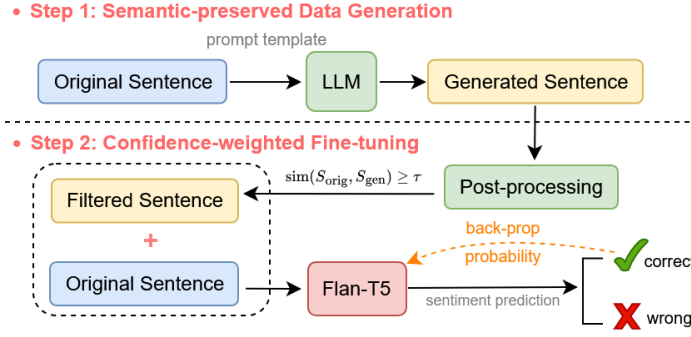 • Step 1: Semantic-preserved Data Generation
prompt template
Original Sentence
LLM
Generated Sentence
• Step 2: Confidence-weighted Fine-tuning
Filtered Sentence
sim(S_orig, S_gen) ≥ τ
Post-processing
+
back-prop
probability
correct
Original Sentence
Flan-T5
sentiment prediction
wrong